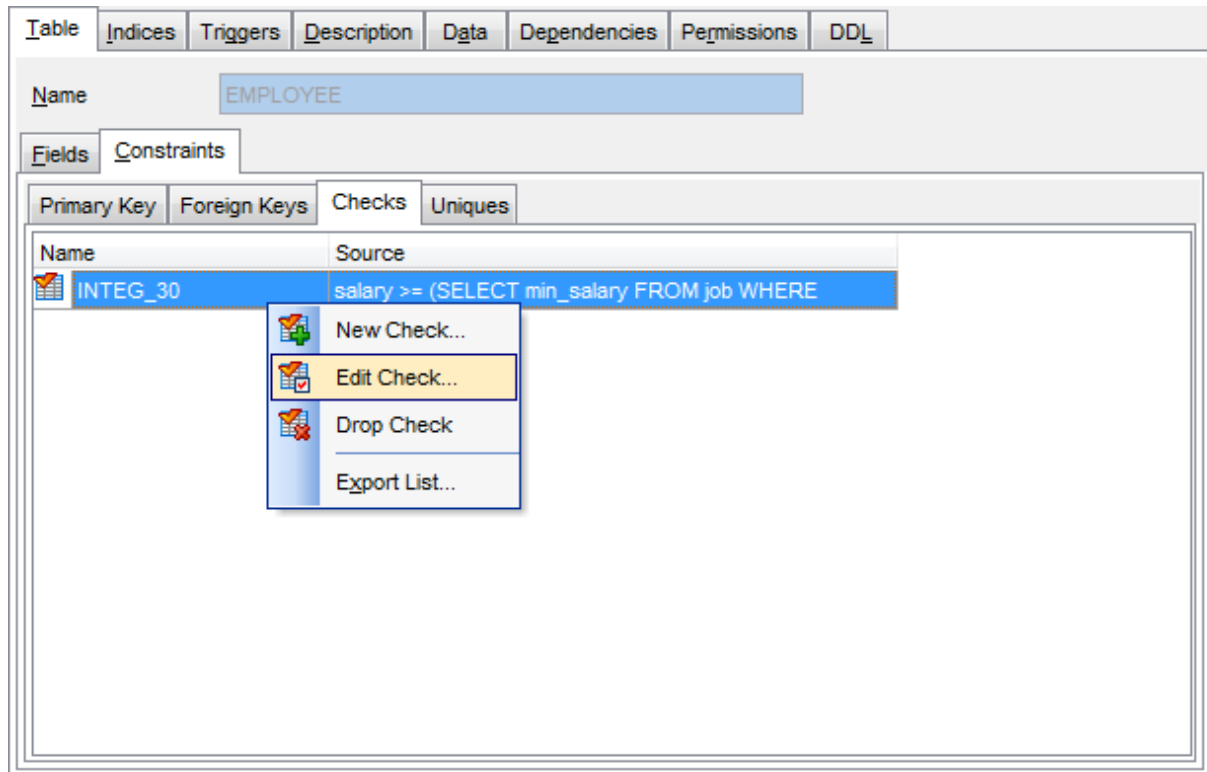 Table Indices Triggers Description Data Dependencies Permissions DDL
Name EMPLOYEE
Fields Constraints
Primary Key Foreign Keys Checks Uniques
Name Source
INTEG_30 salary >= (SELECT min_salary FROM job WHERE
New Check...
Edit Check...
Drop Check
Export List...